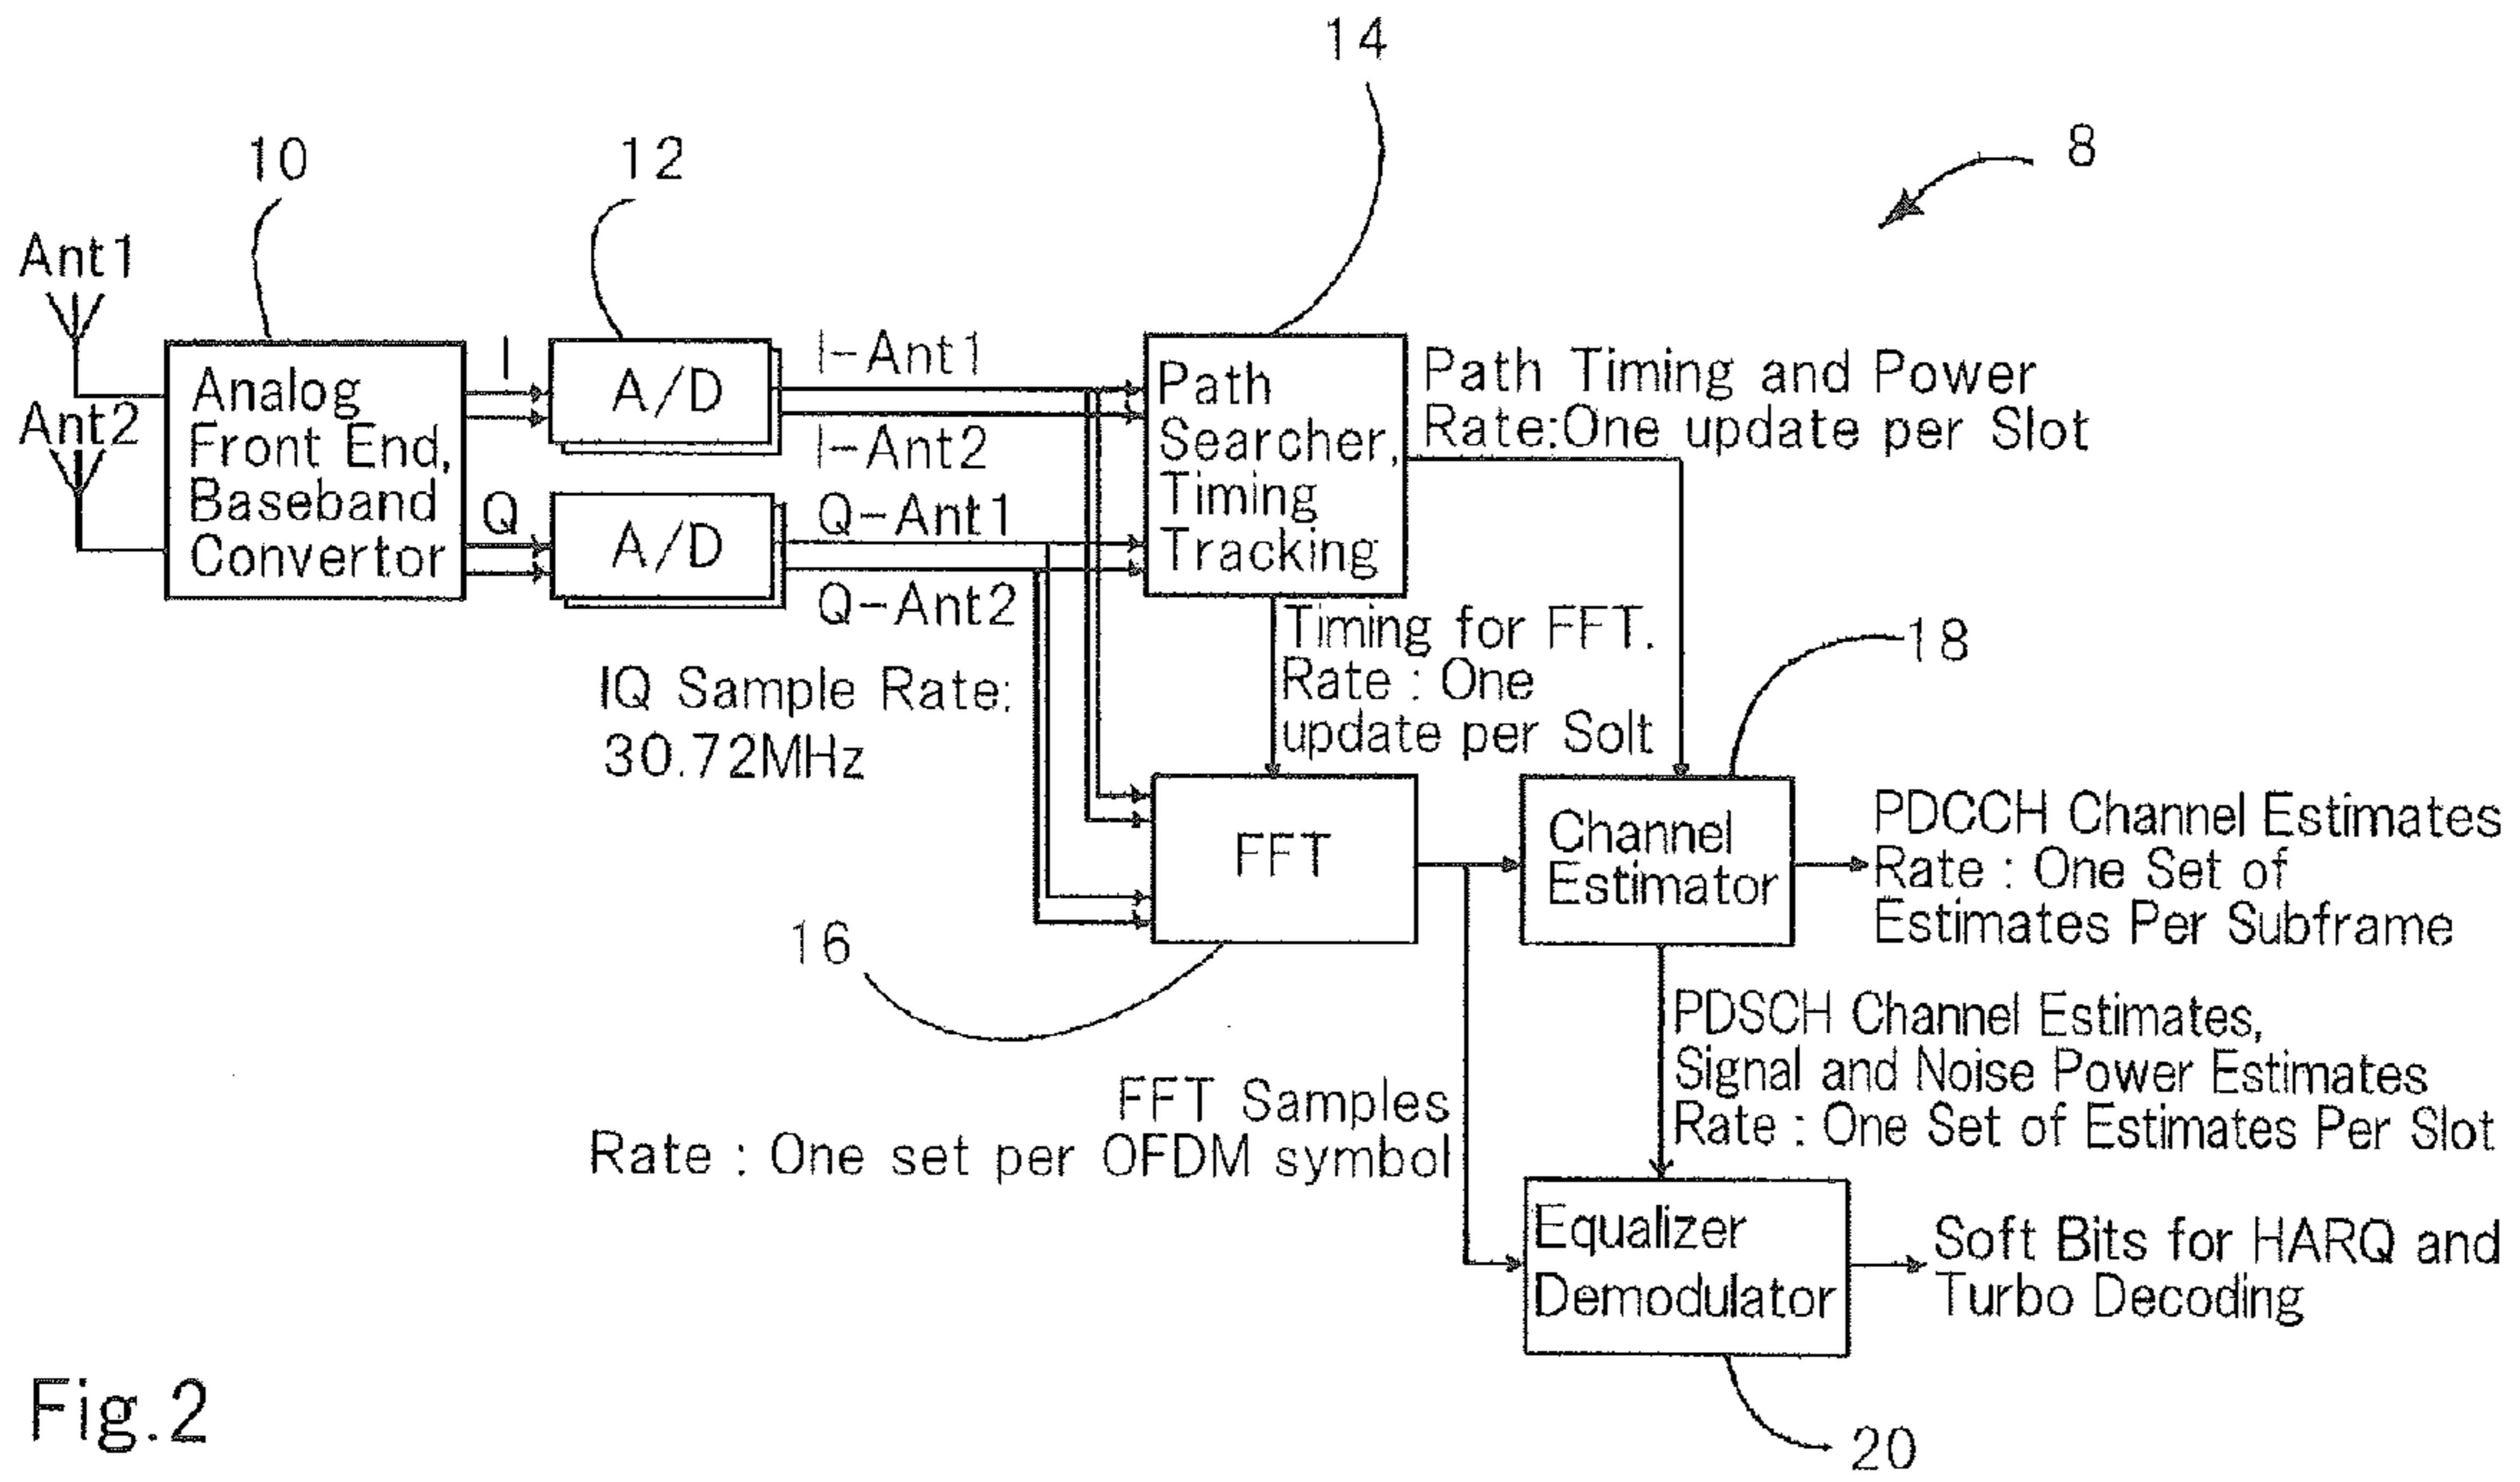 14
10
12
8
Ant1
Ant2
Analog
Front End,
Baseband
Convertor
I
Q
A/D
A/D
I-Ant1
I-Ant2
Q-Ant1
Q-Ant2
IQ Sample Rate:
30.72MHz
Path
Searcher,
Timing
Tracking
Path Timing and Power
Rate:One update per Slot
Timing for FFT.
Rate : One
update per Solt
18
FFT
16
Channel
Estimator
PDCCH Channel Estimates
Rate : One Set of
Estimates Per Subframe
PDSCH Channel Estimates,
Signal and Noise Power Estimates
Rate : One Set of Estimates Per Slot
FFT Samples
Rate : One set per OFDM symbol
Equalizer
Demodulator
Soft Bits for HARQ and
Turbo Decoding
20
Fig.2